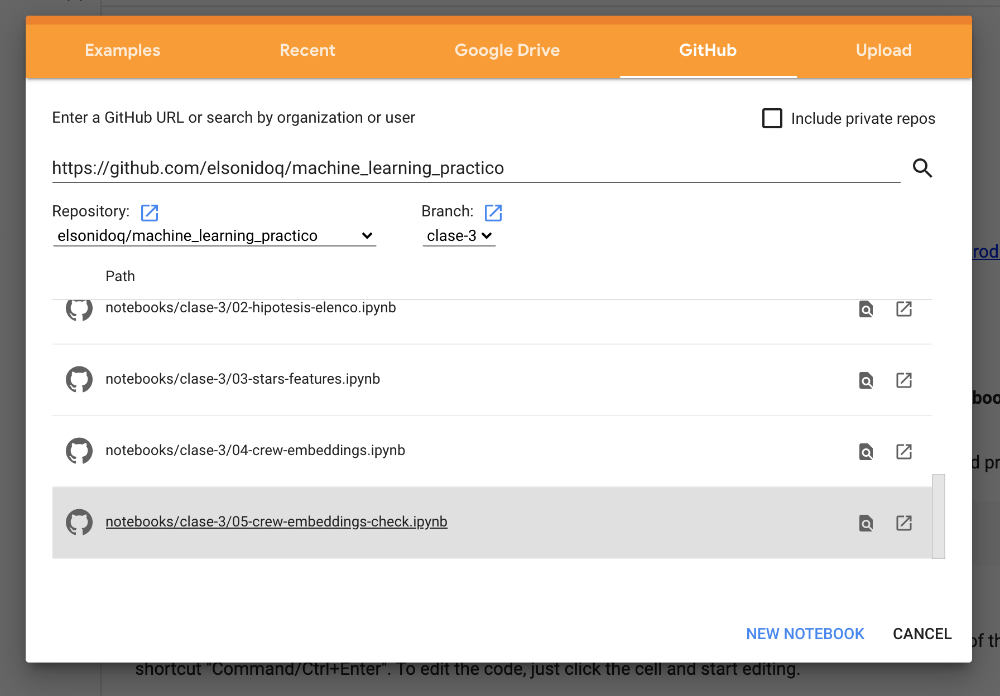 Examples Recent Google Drive GitHub Upload
Enter a GitHub URL or search by organization or user
Include private repos
https://github.com/elsonidoq/machine_learning_practico
Repository: Branch:
elsonidoq/machine_learning_practico clase-3
rod
Path
notebooks/clase-3/02-hipotesis-elenco.ipynb
notebooks/clase-3/03-stars-features.ipynb
boo
notebooks/clase-3/04-crew-embeddings.ipynb
d pr
notebooks/clase-3/05-crew-embeddings-check.ipynb
NEW NOTEBOOK CANCEL
of th
shortcut "Command/Ctrl+Enter". To edit the code, just click the cell and start editing.